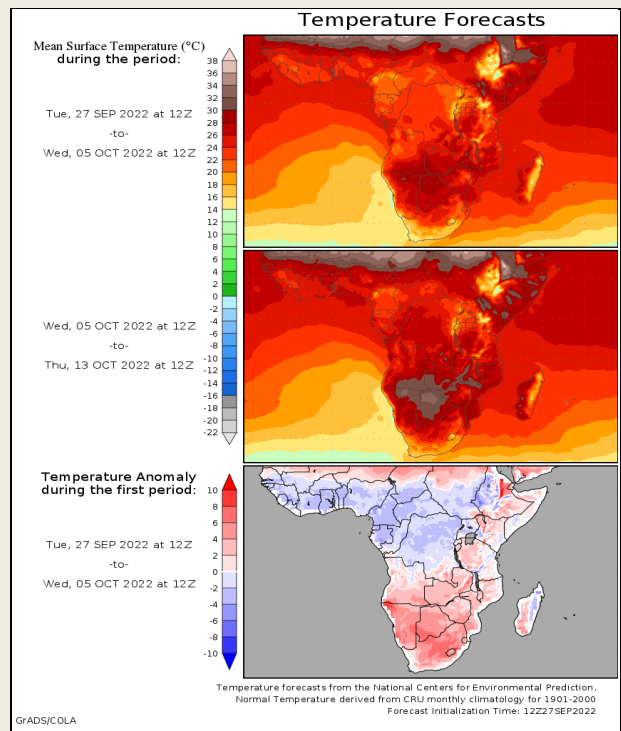 Temperature Forecasts
Mean Surface Temperature (°C)
during the period:
Tue, 27 SEP 2022 at 12Z
-to-
Wed, 05 OCT 2022 at 12Z
38
36
34
32
30
28
26
24
22
20
18
16
14
12
10
8
6
4
2
0
-2
-4
-6
-8
-10
-12
-14
-16
-18
-20
-22
Wed, 05 OCT 2022 at 12Z
-to-
Thu, 13 OCT 2022 at 12Z
Temperature Anomaly
during the first period:
Tue, 27 SEP 2022 at 12Z
-to-
Wed, 05 OCT 2022 at 12Z
10
8
6
4
2
0
-2
-4
-6
-8
-10
Temperature forecasts from the National Centers for Environmental Prediction.
Normal Temperature derived from CRU monthly climatology for 1901-2000
Forecast Initialization Time: 12Z27SEP2022
GrADS/COLA